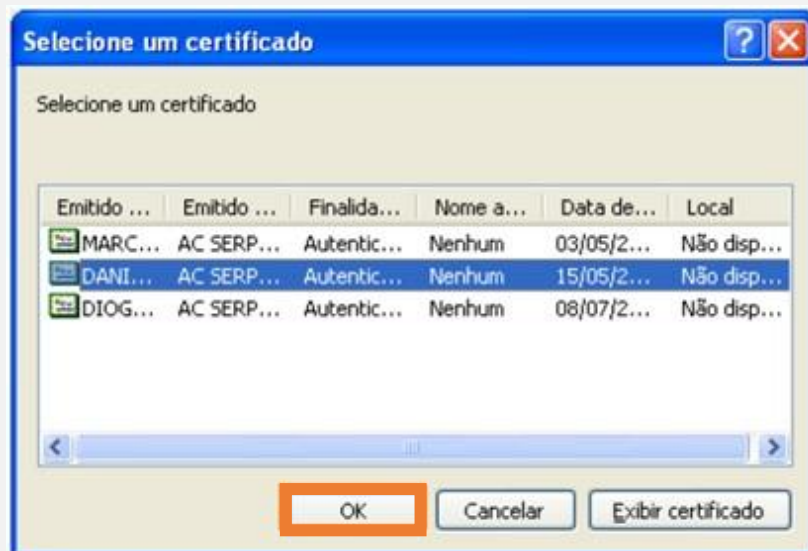 Selecione um certificado
Selecione um certificado
Emitido ... Emitido ... Finalida... Nome a... Data de... Local
MARC... AC SERP... Autentic... Nenhum 03/05/2... Não disp...
DANI... AC SERP... Autentic... Nenhum 15/05/2... Não disp...
DIOG... AC SERP... Autentic... Nenhum 08/07/2... Não disp...
OK Cancelar Exibir certificado